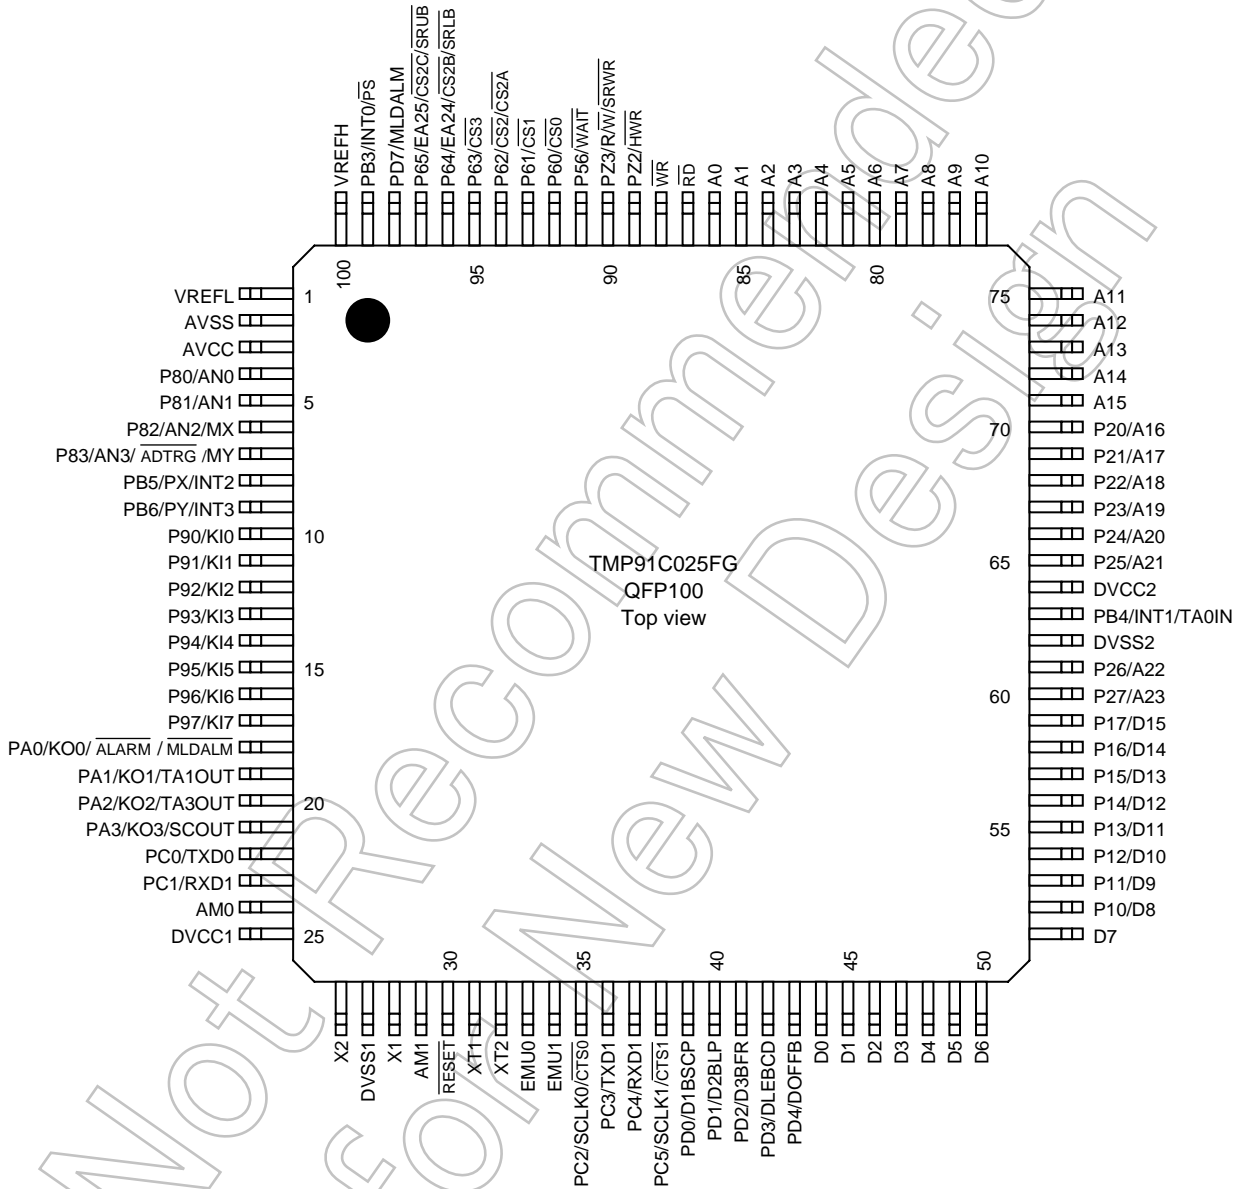 VREFH
PB3/INT0/PS
PD7/MLDALM
P65/EA25/CS2C/SRUB
P64/EA24/CS2B/SRLB
P63/CS3
P62/CS2/CS2A
P61/CS1
P60/CS0
P56/WAIT
PZ3/R/W/SRWR
PZ2/HWR
WR
RD
A0
A1
A2
A3
A4
A5
A6
A7
A8
A9
A10
100
95
90
85
80
VREFL
AVSS
AVCC
P80/AN0
P81/AN1
P82/AN2/MX
P83/AN3/ ADTRG /MY
PB5/PX/INT2
PB6/PY/INT3
P90/KI0
P91/KI1
P92/KI2
P93/KI3
P94/KI4
P95/KI5
P96/KI6
P97/KI7
PA0/KO0/ ALARM / MLDALM
PA1/KO1/TA1OUT
PA2/KO2/TA3OUT
PA3/KO3/SCOUT
PC0/TXD0
PC1/RXD1
AM0
DVCC1
1
5
10
15
20
25
TMP91C025FG
QFP100
Top view
75
70
65
60
55
A11
A12
A13
A14
A15
P20/A16
P21/A17
P22/A18
P23/A19
P24/A20
P25/A21
DVCC2
PB4/INT1/TA0IN
DVSS2
P26/A22
P27/A23
P17/D15
P16/D14
P15/D13
P14/D12
P13/D11
P12/D10
P11/D9
P10/D8
D7
30
35
40
45
50
X2
DVSS1
X1
AM1
RESET
XT1
XT2
EMU0
EMU1
PC2/SCLK0/CTS0
PC3/TXD1
PC4/RXD1
PC5/SCLK1/CTS1
PD0/D1BSCP
PD1/D2BLP
PD2/D3BFR
PD3/DLEBCD
PD4/DOFFB
D0
D1
D2
D3
D4
D5
D6
Not Recommended
for New Design